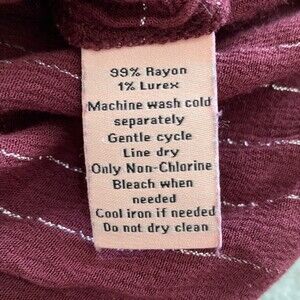 99% Rayon
1% Lurex
Machine wash cold
separately
Gentle cycle
Line dry
Only Non-Chlorine
Bleach when
needed
Cool iron if needed
Do not dry clean